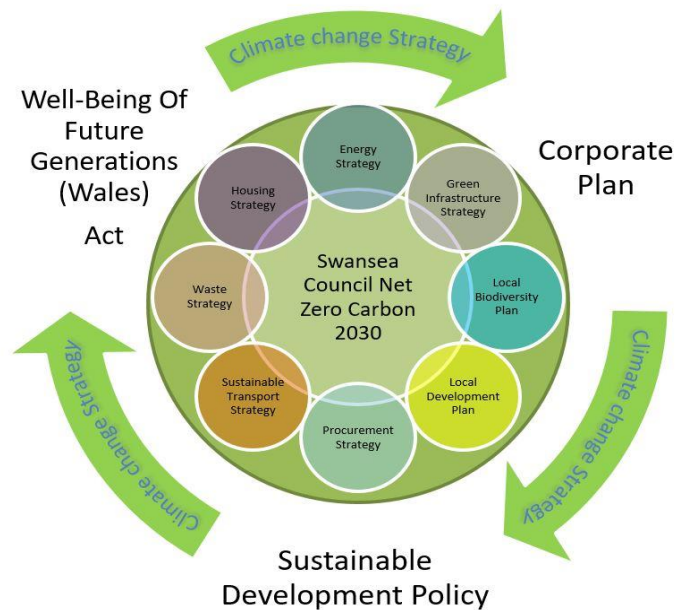 Climate change Strategy
Well-Being Of
Future
Generations
(Wales)
Act
Corporate
Plan
Energy
Strategy
Housing
Strategy
Green
Infrastructure
Strategy
Waste
Strategy
Swansea
Council Net
Zero Carbon
2030
Local
Biodiversity
Plan
Sustainable
Transport
Strategy
Local
Development
Plan
Procurement
Strategy
Climate change Strategy
Climate change Strategy
Sustainable
Development Policy